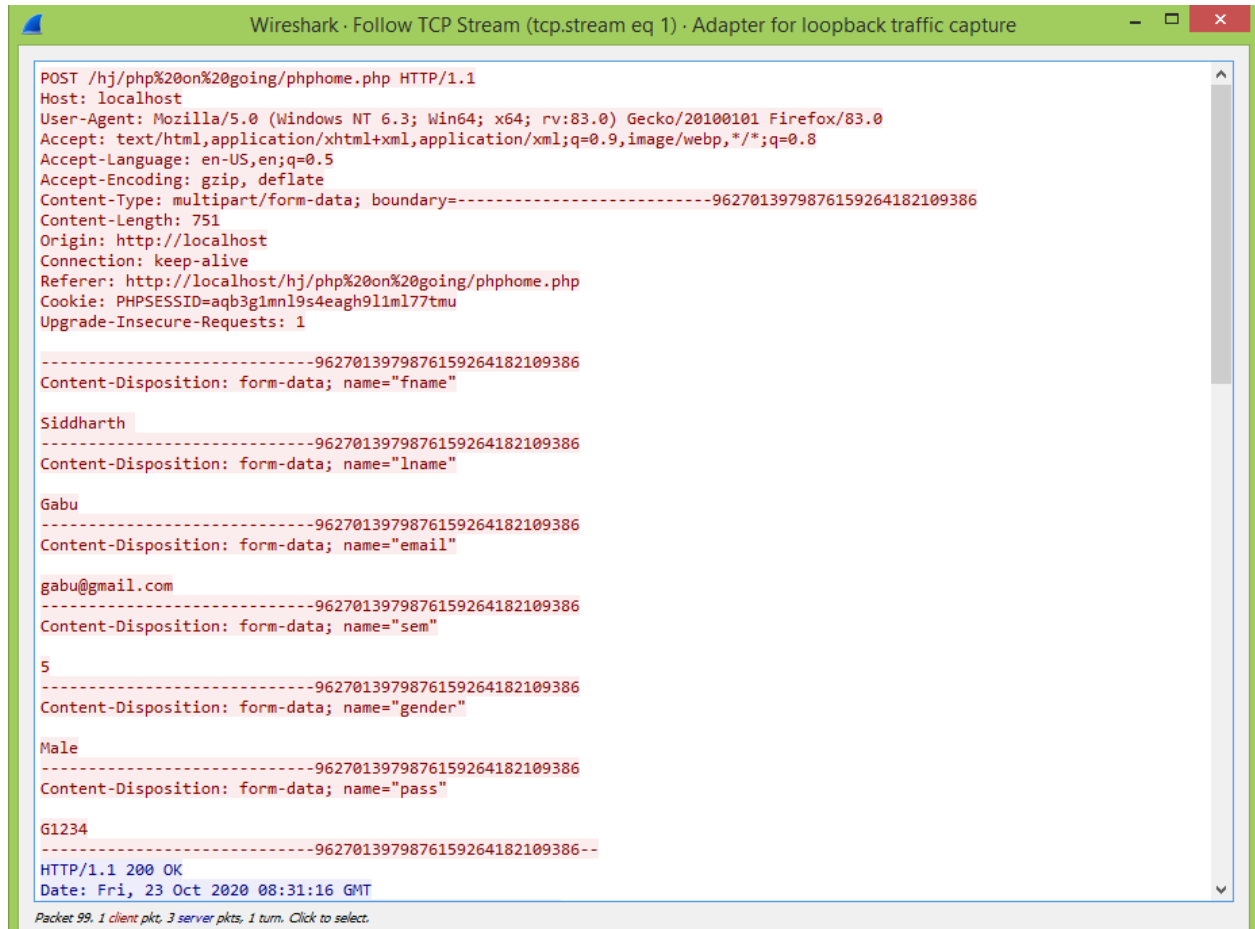 Wireshark · Follow TCP Stream (tcp.stream eq 1) · Adapter for loopback traffic capture
POST /hj/php%20on%20going/phphome.php HTTP/1.1
Host: localhost
User-Agent: Mozilla/5.0 (Windows NT 6.3; Win64; x64; rv:83.0) Gecko/20100101 Firefox/83.0
Accept: text/html,application/xhtml+xml,application/xml;q=0.9,image/webp,*/*;q=0.8
Accept-Language: en-US,en;q=0.5
Accept-Encoding: gzip, deflate
Content-Type: multipart/form-data; boundary=---------------------------9627013979876159264182109386
Content-Length: 751
Origin: http://localhost
Connection: keep-alive
Referer: http://localhost/hj/php%20on%20going/phphome.php
Cookie: PHPSESSID=aqb3g1mnl9s4eagh9l1ml77tmu
Upgrade-Insecure-Requests: 1
-----------------------------9627013979876159264182109386
Content-Disposition: form-data; name="fname"
Siddharth
-----------------------------9627013979876159264182109386
Content-Disposition: form-data; name="lname"
Gabu
-----------------------------9627013979876159264182109386
Content-Disposition: form-data; name="email"
gabu@gmail.com
-----------------------------9627013979876159264182109386
Content-Disposition: form-data; name="sem"
5
-----------------------------9627013979876159264182109386
Content-Disposition: form-data; name="gender"
Male
-----------------------------9627013979876159264182109386
Content-Disposition: form-data; name="pass"
G1234
-----------------------------9627013979876159264182109386--
HTTP/1.1 200 OK
Date: Fri, 23 Oct 2020 08:31:16 GMT
Packet 99. 1 client pkt, 3 server pkts, 1 turn. Click to select.